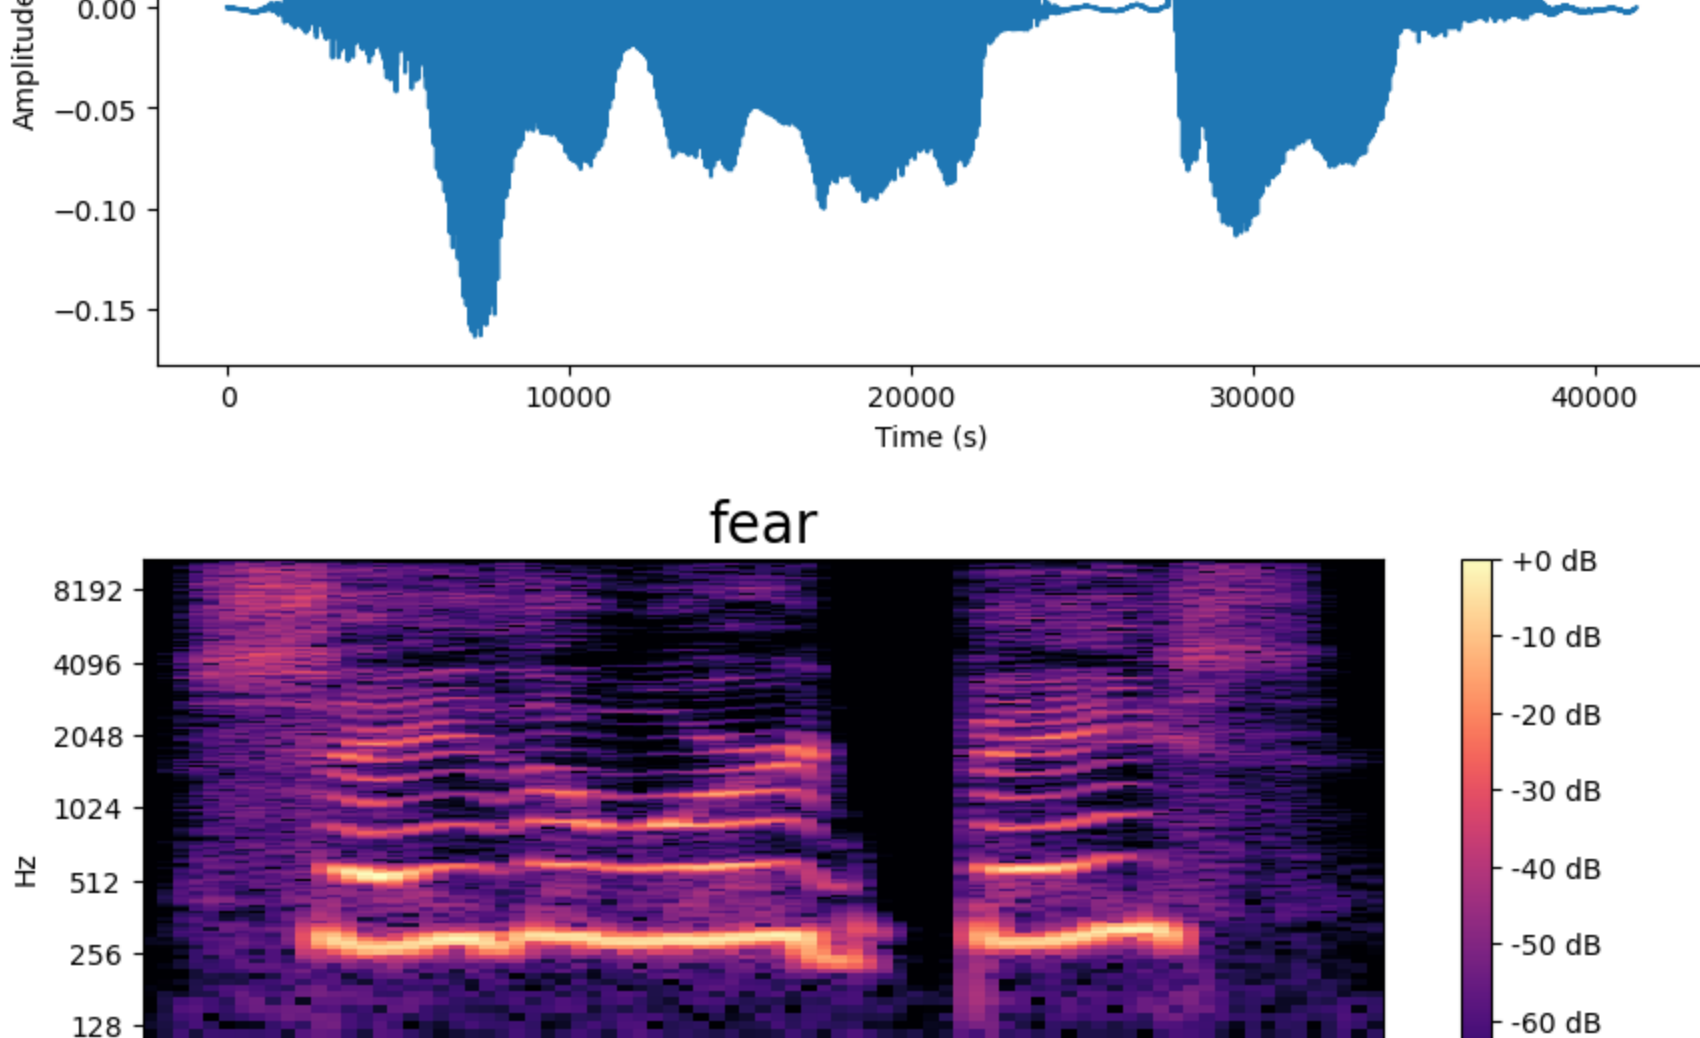 Amplitude
0.00
−0.05
−0.10
−0.15
0 10000 20000 30000 40000
Time (s)
fear
Hz
8192
4096
2048
1024
512
256
128
+0 dB
-10 dB
-20 dB
-30 dB
-40 dB
-50 dB
-60 dB